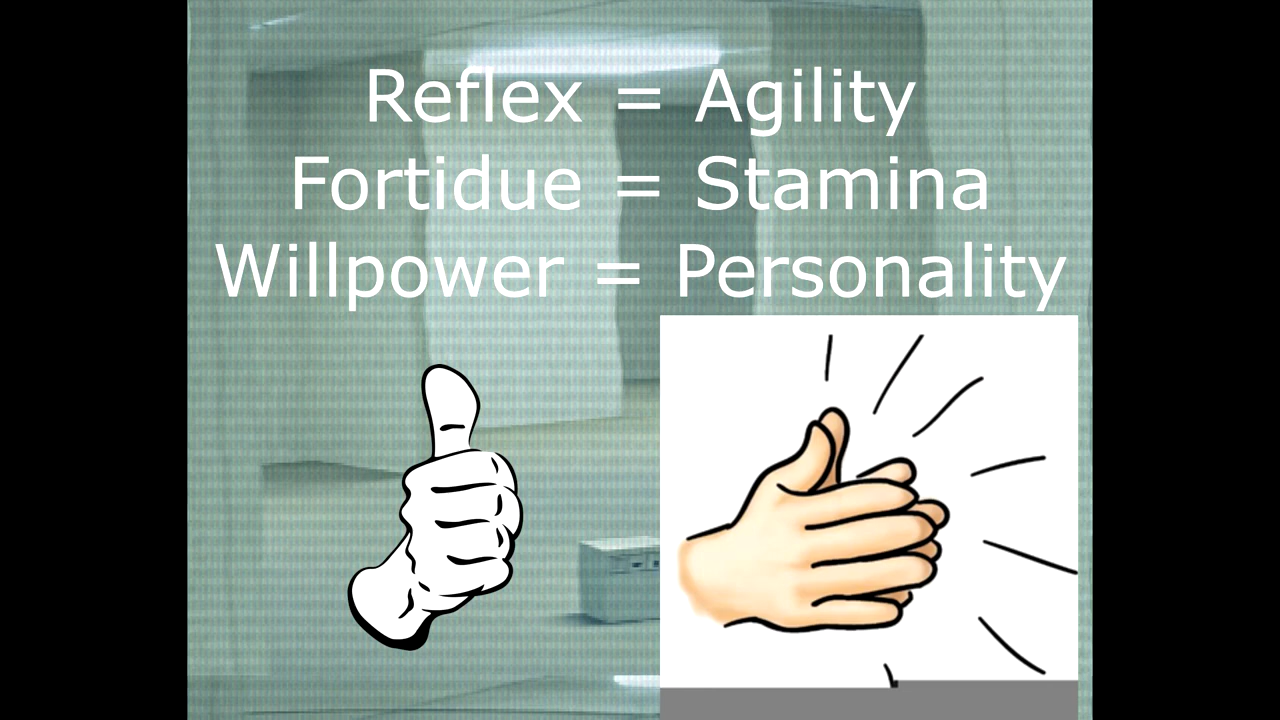 Reflex = Agility
Fortidue = Stamina
Willpower = Personality